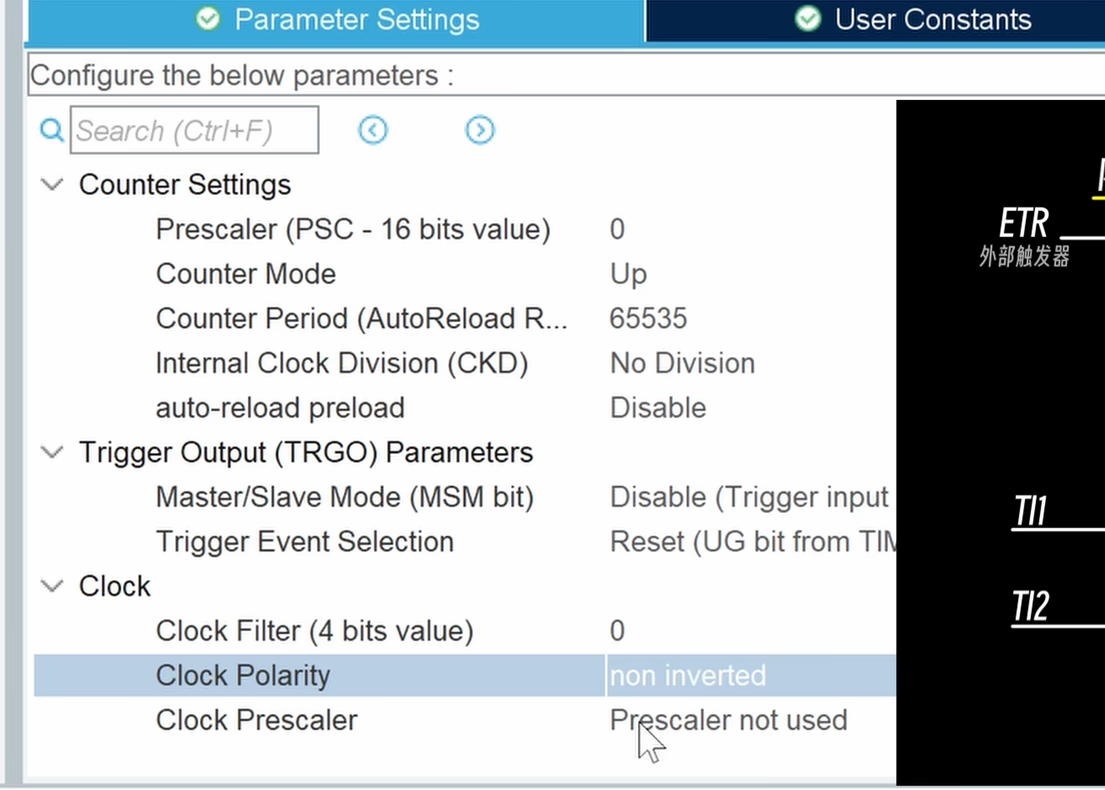 Parameter Settings
User Constants
Configure the below parameters :
Search (Ctrl+F)
Counter Settings
Prescaler (PSC - 16 bits value) 0
Counter Mode Up
Counter Period (AutoReload R... 65535
Internal Clock Division (CKD) No Division
auto-reload preload Disable
Trigger Output (TRGO) Parameters
Master/Slave Mode (MSM bit) Disable (Trigger input
Trigger Event Selection Reset (UG bit from TIM
Clock
Clock Filter (4 bits value) 0
Clock Polarity non inverted
Clock Prescaler Prescaler not used
ETR
外部触发器
TI1
TI2